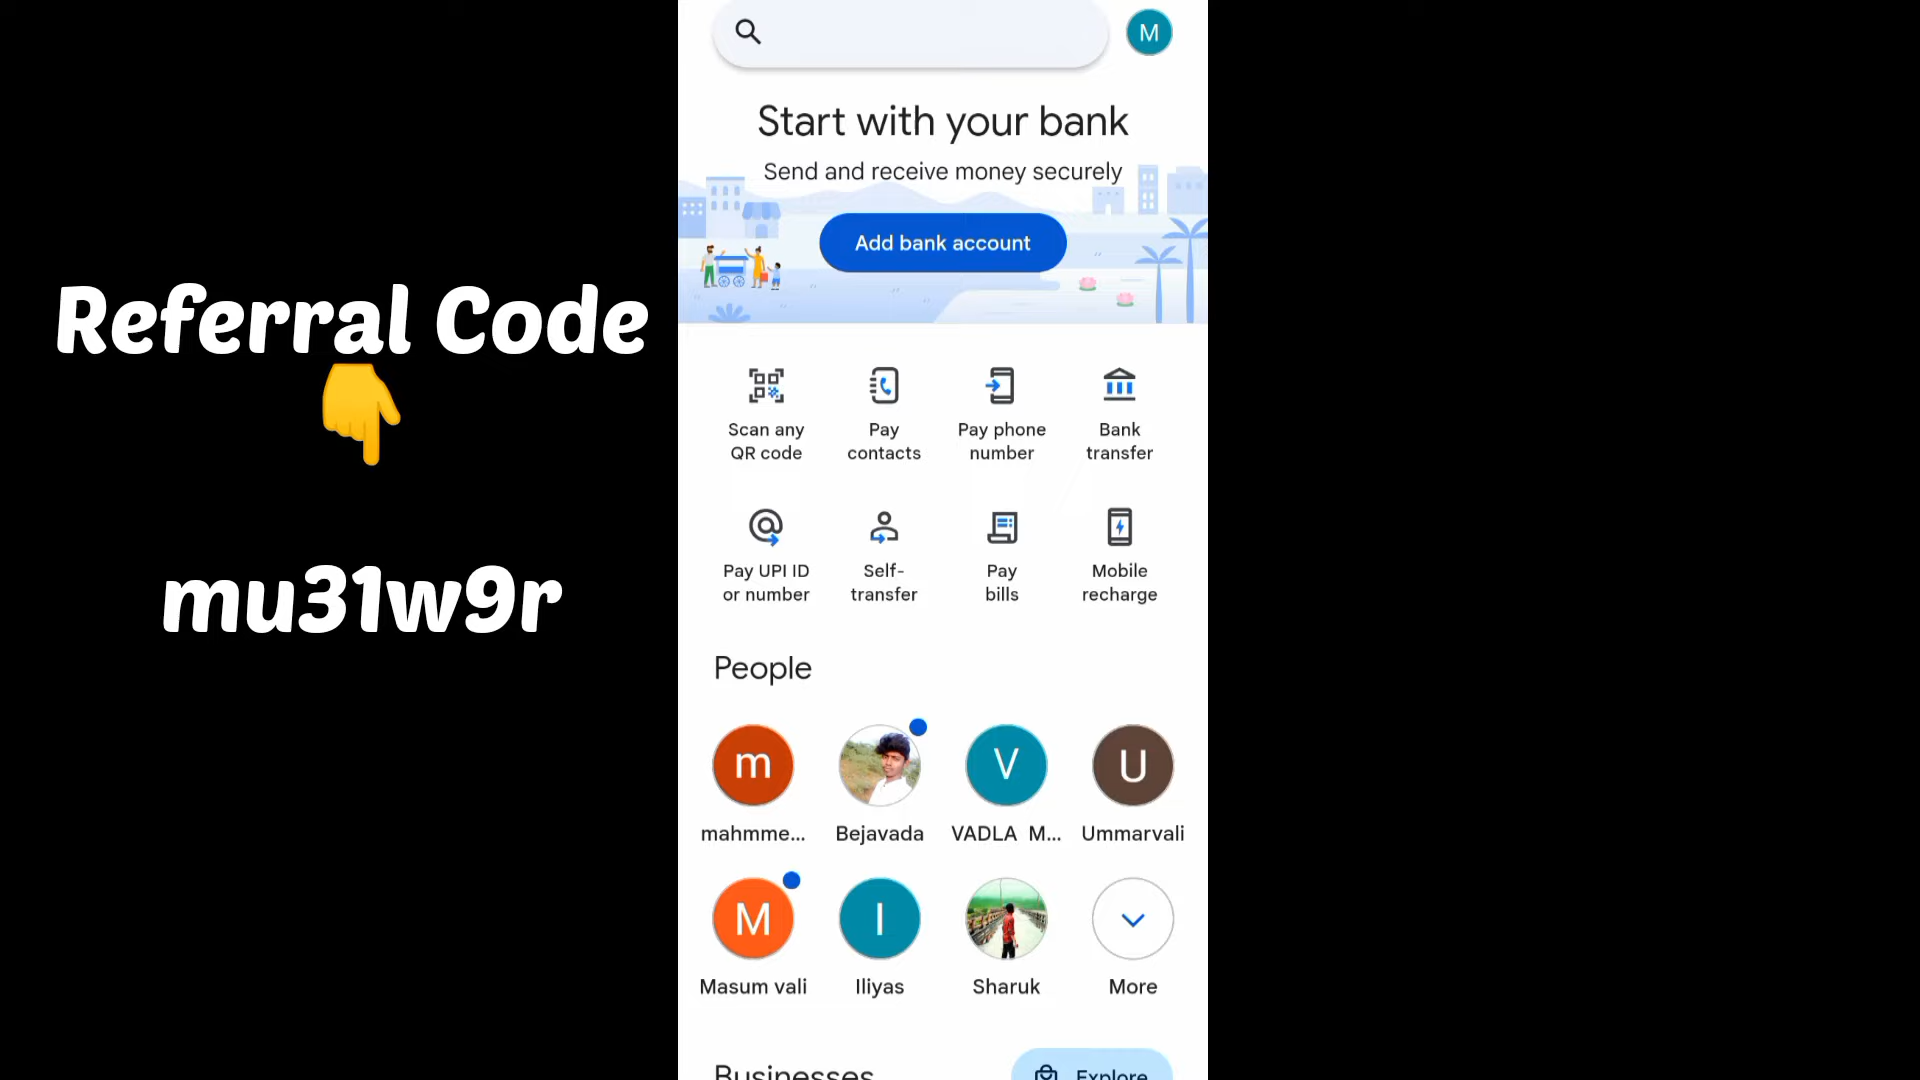 M
Start with your bank
Send and receive money securely
Add bank account
Referral Code
mu31w9r
Scan any
QR code
Pay
contacts
Pay phone
number
Bank
transfer
Pay UPI ID
or number
Self-
transfer
Pay
bills
Mobile
recharge
People
m
V
U
mahmme...
Bejavada
VADLA M...
Ummarvali
M
I
Masum vali
Iliyas
Sharuk
More
Businesses
Explore